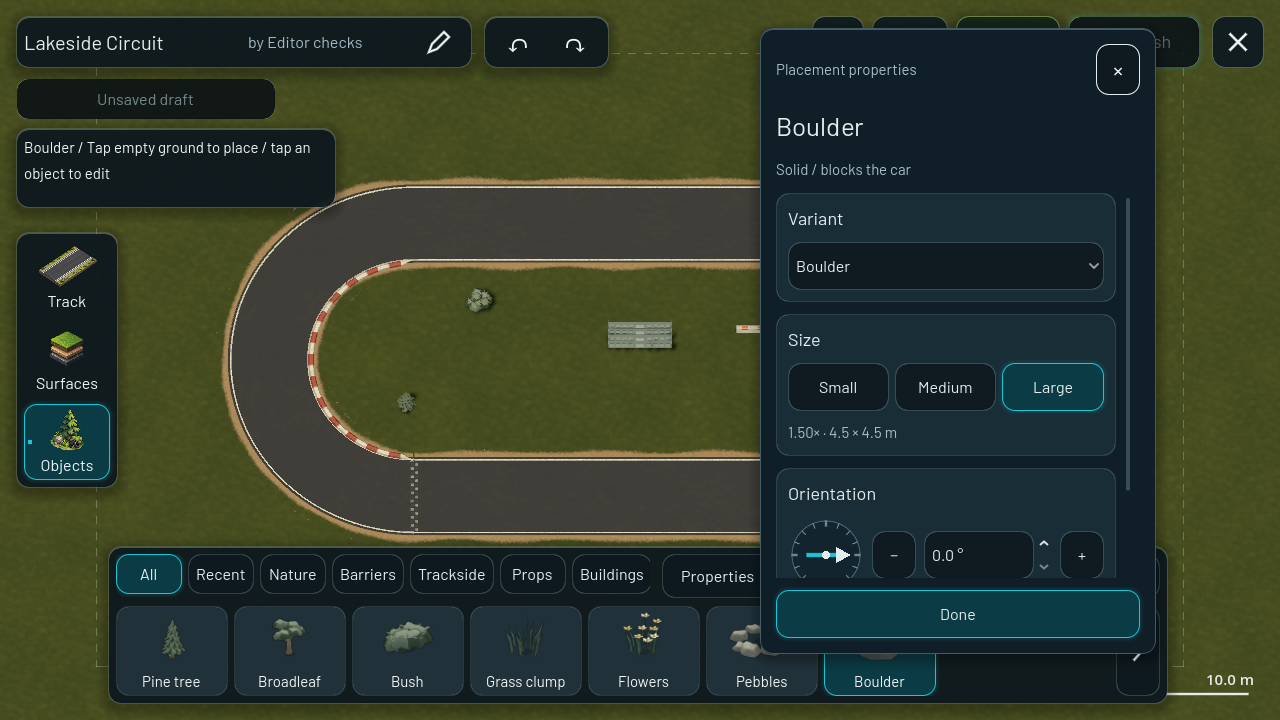 Lakeside Circuit
by Editor checks
Unsaved draft
Boulder / Tap empty ground to place / tap an
object to edit
Track
Surfaces
Objects
Placement properties
×
Boulder
Solid / blocks the car
Variant
Boulder
Size
Small
Medium
Large
1.50× · 4.5 × 4.5 m
Orientation
−
0.0 °
+
Done
All
Recent
Nature
Barriers
Trackside
Props
Buildings
Properties
Pine tree
Broadleaf
Bush
Grass clump
Flowers
Pebbles
Boulder
10.0 m